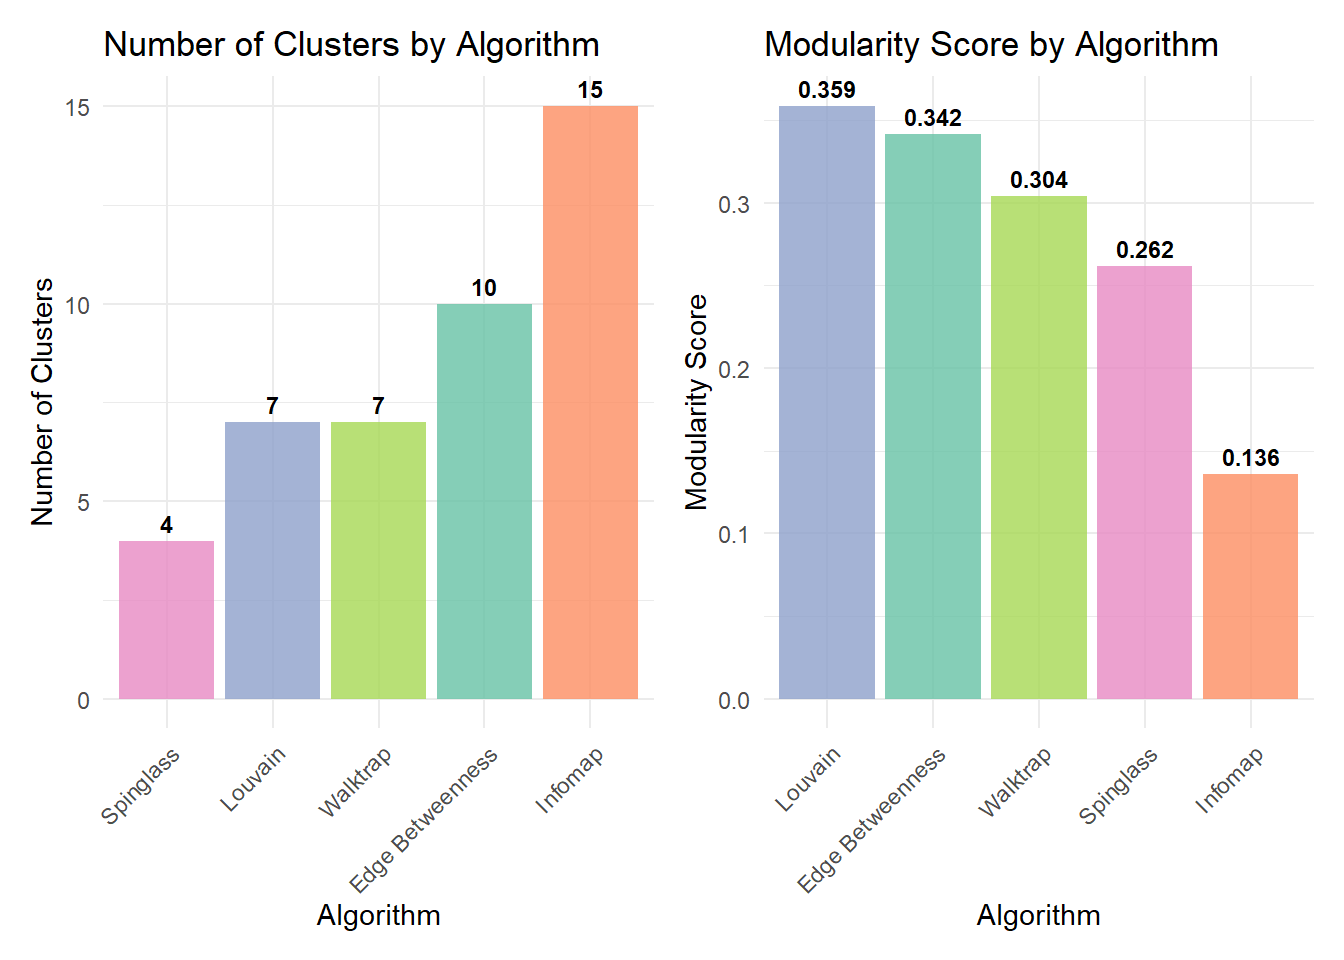 Number of Clusters by Algorithm
Number of Clusters
15
10
5
0
4
7
7
10
15
Spinglass
Louvain
Walktrap
Edge Betweenness
Infomap
Algorithm
Modularity Score by Algorithm
Modularity Score
0.3
0.2
0.1
0.0
0.359
0.342
0.304
0.262
0.136
Louvain
Edge Betweenness
Walktrap
Spinglass
Infomap
Algorithm